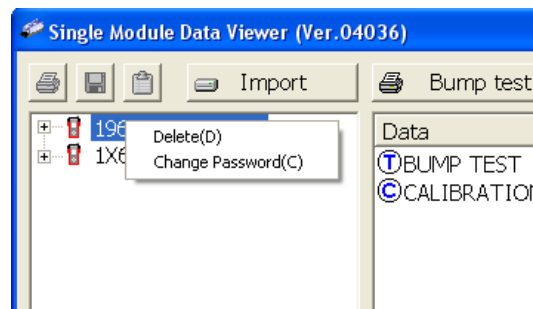 Single Module Data Viewer (Ver.04036)
Import
Bump test
196
Delete(D)
1X6
Change Password(C)
Data
T BUMP TEST
C CALIBRATION